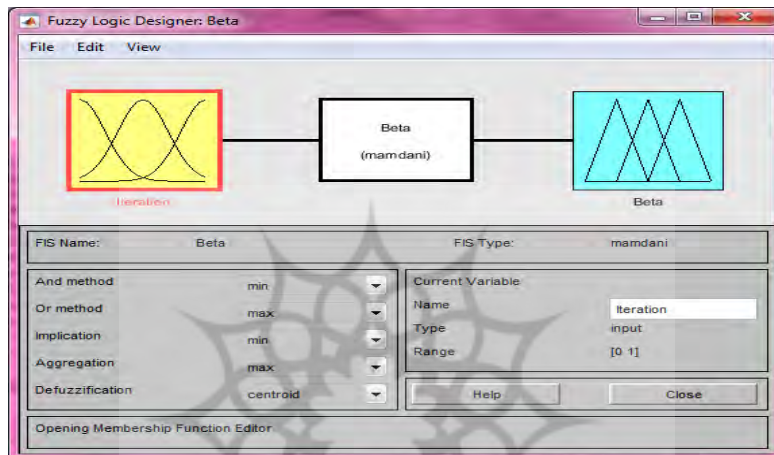 Fuzzy Logic Designer: Beta
File Edit View
Beta
(mamdani)
Iteration
Beta
FIS Name: Beta FIS Type: mamdani
And method min
Or method max
Implication min
Aggregation max
Defuzzification centroid
Current Variable
Name Iteration
Type input
Range [0 1]
Help Close
Opening Membership Function Editor